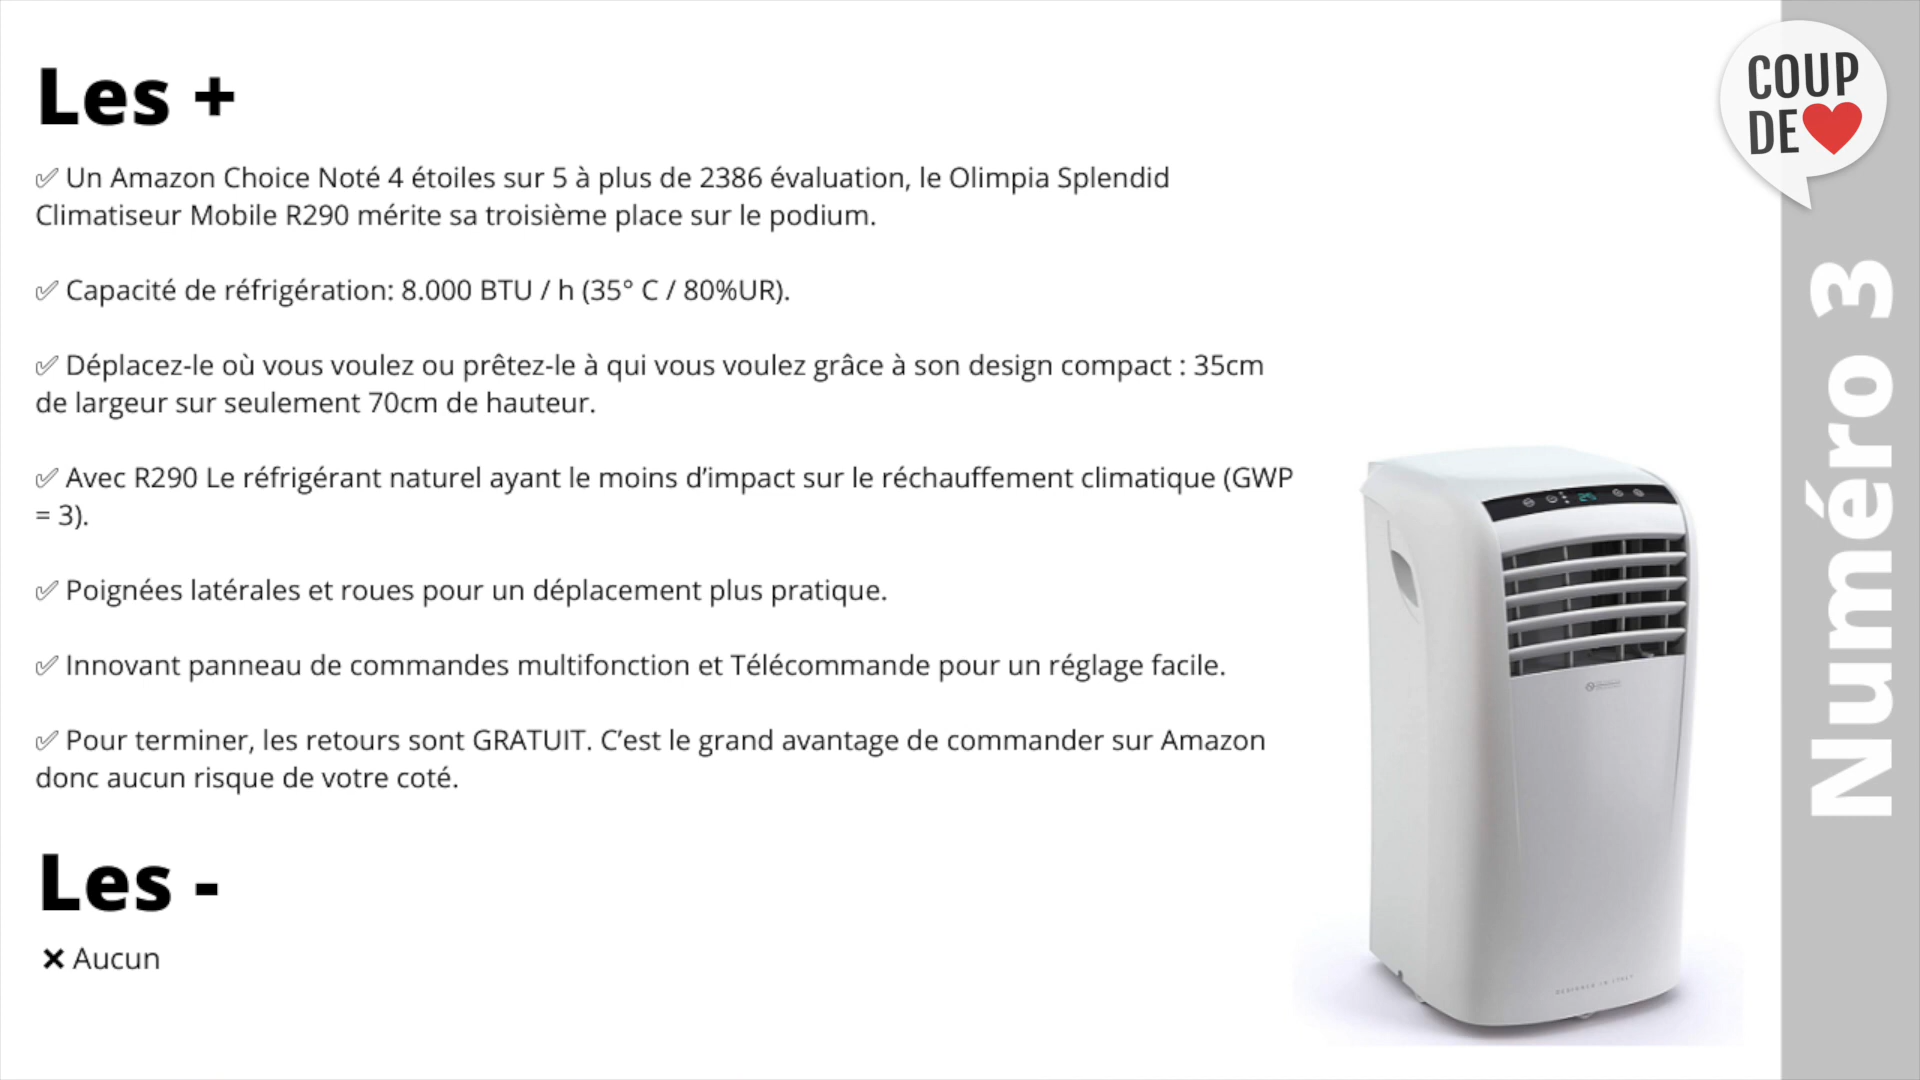 Les +
✅ Un Amazon Choice Noté 4 étoiles sur 5 à plus de 2386 évaluation, le Olimpia Splendid
Climatiseur Mobile R290 mérite sa troisième place sur le podium.
✅ Capacité de réfrigération: 8.000 BTU / h (35° C / 80%UR).
✅ Déplacez-le où vous voulez ou prêtez-le à qui vous voulez grâce à son design compact : 35cm
de largeur sur seulement 70cm de hauteur.
✅ Avec R290 Le réfrigérant naturel ayant le moins d’impact sur le réchauffement climatique (GWP
= 3).
✅ Poignées latérales et roues pour un déplacement plus pratique.
✅ Innovant panneau de commandes multifonction et Télécommande pour un réglage facile.
✅ Pour terminer, les retours sont GRATUIT. C’est le grand avantage de commander sur Amazon
donc aucun risque de votre coté.
Les -
❌ Aucun
COUP
DE
Numéro 3
DESIGNED IN ITALY